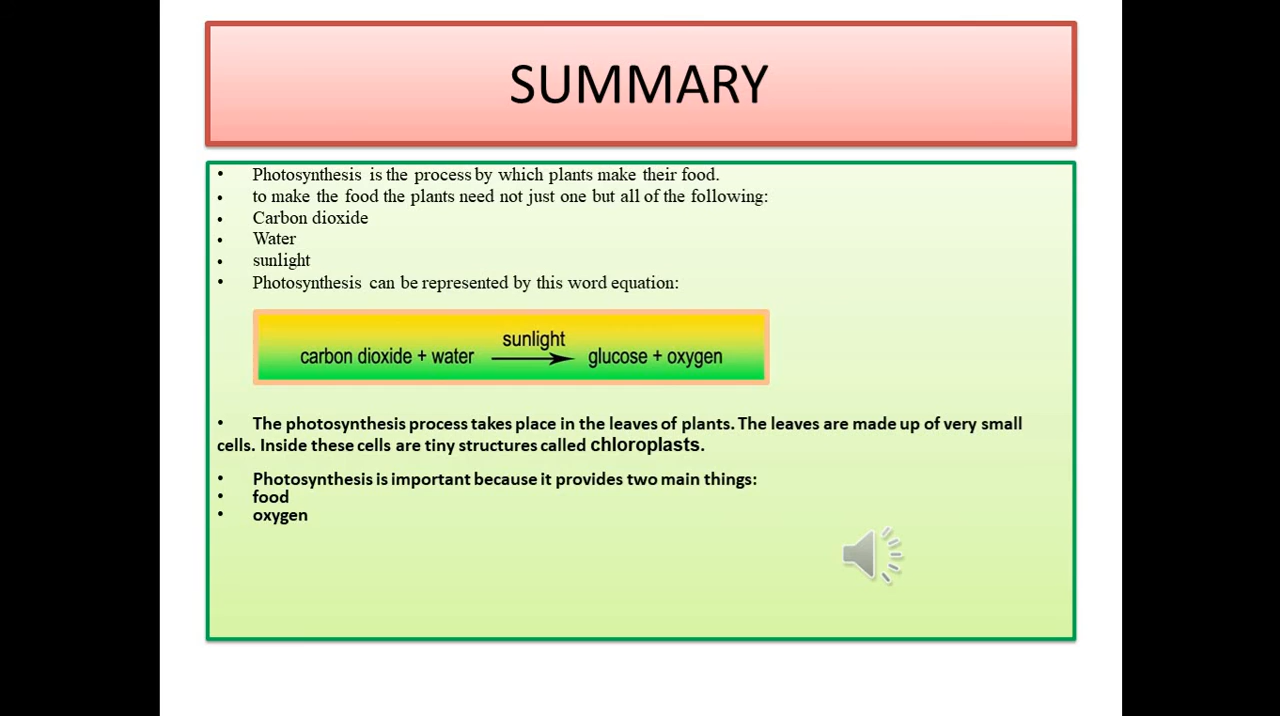 SUMMARY
• Photosynthesis is the process by which plants make their food.
• to make the food the plants need not just one but all of the following:
• Carbon dioxide
• Water
• sunlight
• Photosynthesis can be represented by this word equation:
sunlight
carbon dioxide + water ⟶ glucose + oxygen
• The photosynthesis process takes place in the leaves of plants. The leaves are made up of very small
cells. Inside these cells are tiny structures called chloroplasts.
• Photosynthesis is important because it provides two main things:
• food
• oxygen